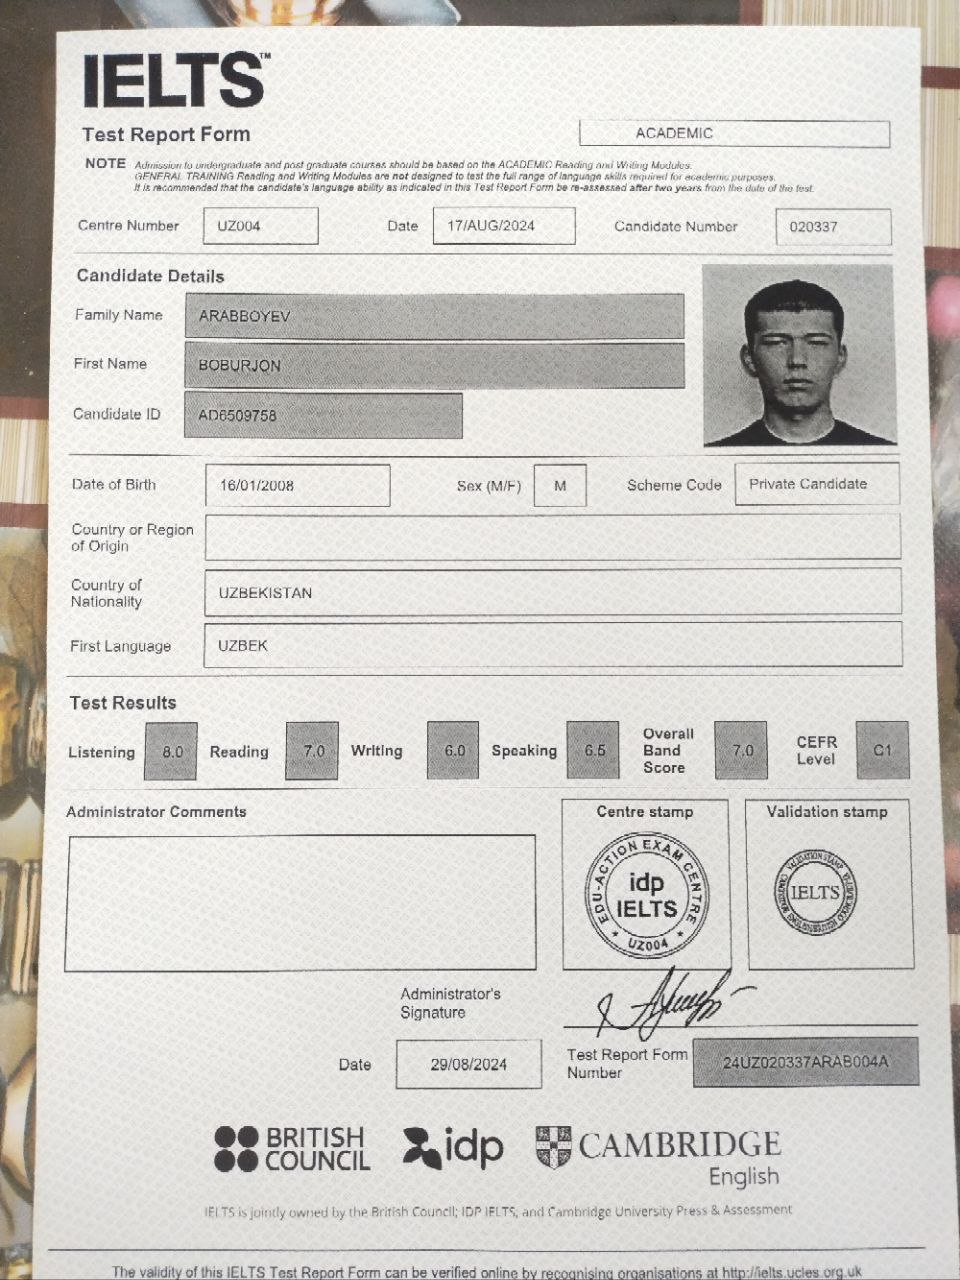 IELTS™
Test Report Form
ACADEMIC
NOTE Admission to undergraduate and post graduate courses should be based on the ACADEMIC Reading and Writing Modules.
GENERAL TRAINING Reading and Writing Modules are not designed to test the full range of language skills required for academic purposes.
It is recommended that the candidate's language ability as indicated in this Test Report Form be re-assessed after two years from the date of the test.
Centre Number UZ004 Date 17/AUG/2024 Candidate Number 020337
Candidate Details
Family Name ARABBOYEV
First Name BOBURJON
Candidate ID AD6509758
Date of Birth 16/01/2008 Sex (M/F) M Scheme Code Private Candidate
Country or Region
of Origin
Country of
Nationality UZBEKISTAN
First Language UZBEK
Test Results
Listening 8.0 Reading 7.0 Writing 6.0 Speaking 6.5 Overall Band Score 7.0 CEFR Level C1
Administrator Comments
Centre stamp
EDU-ACTION EXAM CENTRE
idp
IELTS
UZ004
Validation stamp
IELTS
Administrator's
Signature
Date 29/08/2024
Test Report Form
Number 24UZ020337ARAB004A
BRITISH
COUNCIL
idp
CAMBRIDGE
English
IELTS is jointly owned by the British Council; IDP IELTS, and Cambridge University Press & Assessment
The validity of this IELTS Test Report Form can be verified online by recognising organisations at http://ielts.ucles.org.uk